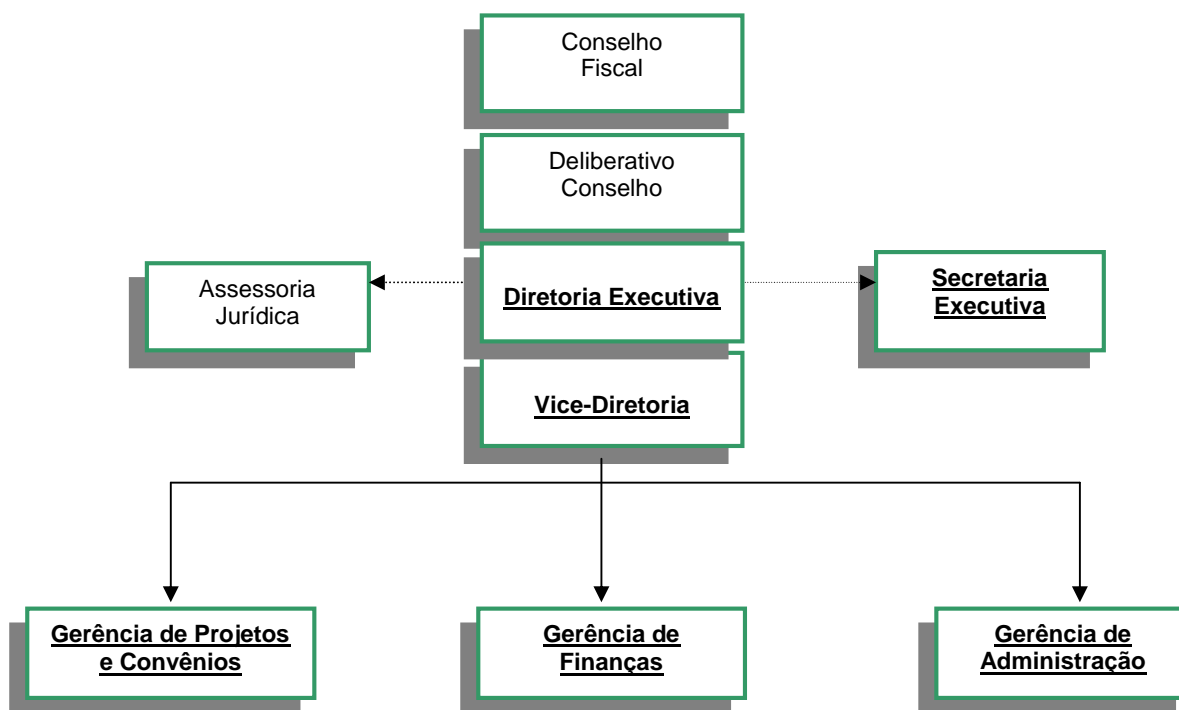 Conselho
Fiscal
Deliberativo
Conselho
Assessoria
Jurídica
Diretoria Executiva
Secretaria
Executiva
Vice-Diretoria
Gerência de Projetos
e Convênios
Gerência de
Finanças
Gerência de
Administração